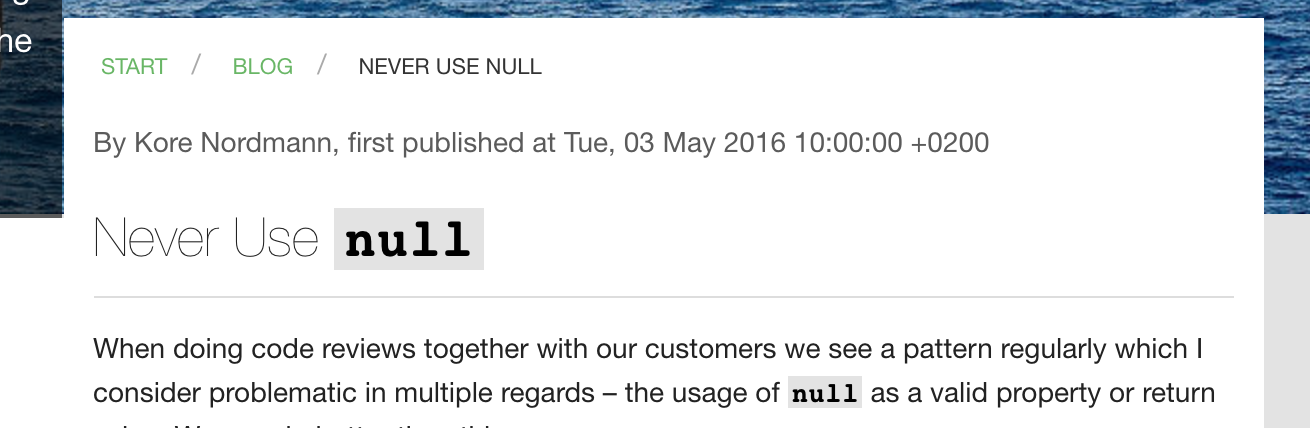 he
START / BLOG / NEVER USE NULL
By Kore Nordmann, first published at Tue, 03 May 2016 10:00:00 +0200
Never Use null
When doing code reviews together with our customers we see a pattern regularly which I
consider problematic in multiple regards – the usage of null as a valid property or return